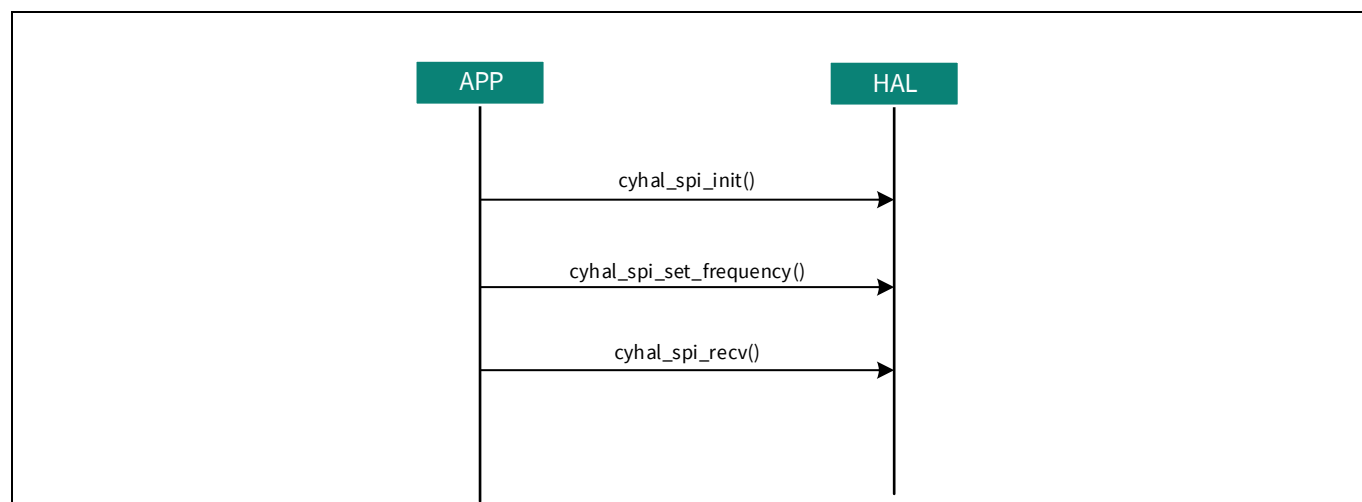 APP
HAL
cyhal_spi_init()
cyhal_spi_set_frequency()
cyhal_spi_recv()